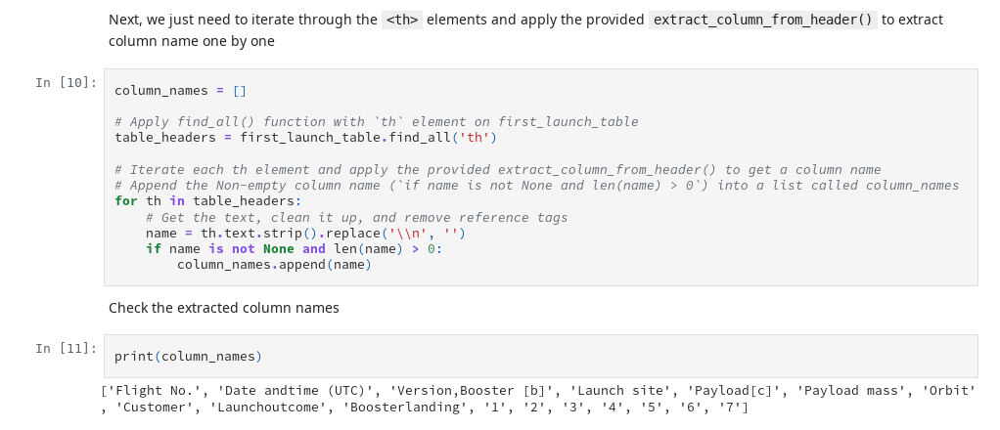 Next, we just need to iterate through the <th> elements and apply the provided extract_column_from_header() to extract
column name one by one
In [10]:
column_names = []
# Apply find_all() function with `th` element on first_launch_table
table_headers = first_launch_table.find_all('th')
# Iterate each th element and apply the provided extract_column_from_header() to get a column name
# Append the Non-empty column name (`if name is not None and len(name) > 0`) into a list called column_names
for th in table_headers:
    # Get the text, clean it up, and remove reference tags
    name = th.text.strip().replace('\\n', '')
    if name is not None and len(name) > 0:
        column_names.append(name)
Check the extracted column names
In [11]:
print(column_names)
['Flight No.', 'Date andtime (UTC)', 'Version,Booster [b]', 'Launch site', 'Payload[c]', 'Payload mass', 'Orbit'
, 'Customer', 'Launchoutcome', 'Boosterlanding', '1', '2', '3', '4', '5', '6', '7']